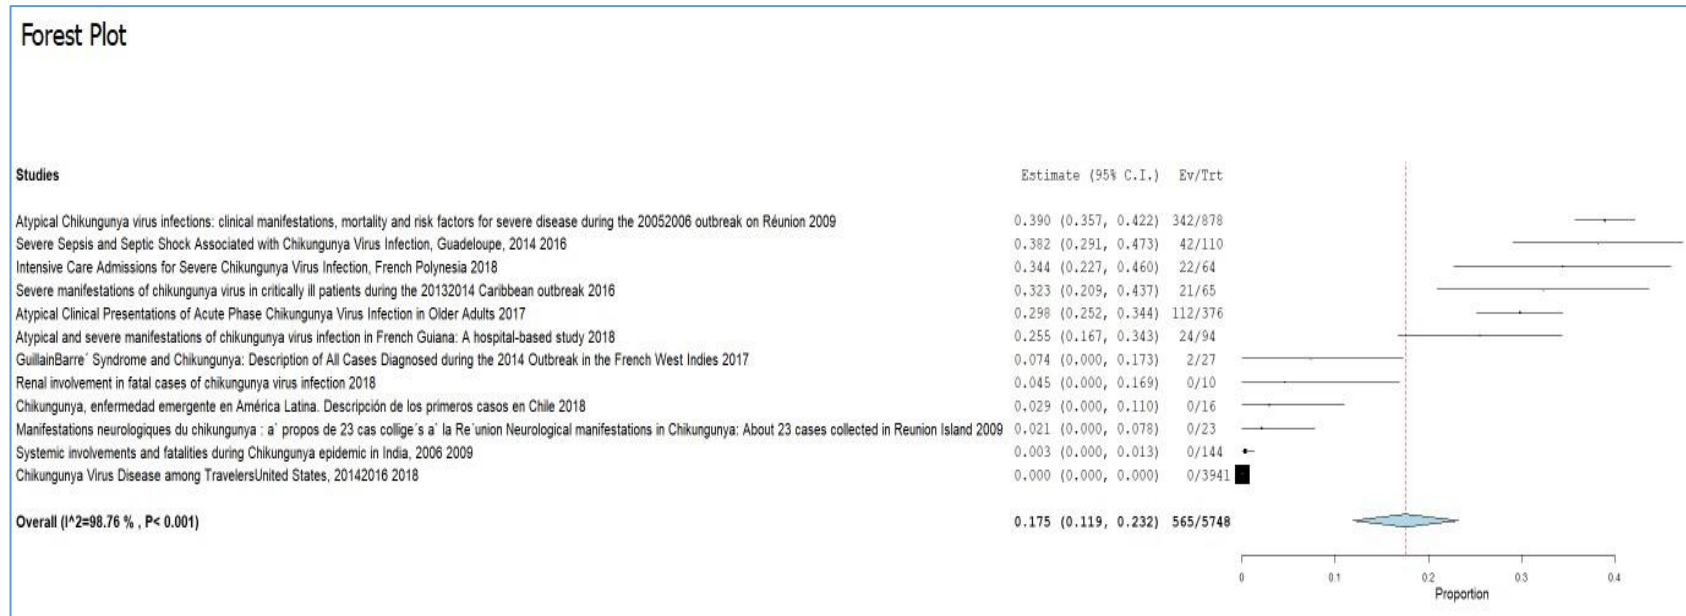 Forest Plot
Studies Estimate (95% C.I.) Ev/Trt
Atypical Chikungunya virus infections: clinical manifestations, mortality and risk factors for severe disease during the 20052006 outbreak on Réunion 2009 0.390 (0.357, 0.422) 342/878
Severe Sepsis and Septic Shock Associated with Chikungunya Virus Infection, Guadeloupe, 2014 2016 0.382 (0.291, 0.473) 42/110
Intensive Care Admissions for Severe Chikungunya Virus Infection, French Polynesia 2018 0.344 (0.227, 0.460) 22/64
Severe manifestations of chikungunya virus in critically ill patients during the 20132014 Caribbean outbreak 2016 0.323 (0.209, 0.437) 21/65
Atypical Clinical Presentations of Acute Phase Chikungunya Virus Infection in Older Adults 2017 0.298 (0.252, 0.344) 112/376
Atypical and severe manifestations of chikungunya virus infection in French Guiana: A hospital-based study 2018 0.255 (0.167, 0.343) 24/94
GuillainBarre´ Syndrome and Chikungunya: Description of All Cases Diagnosed during the 2014 Outbreak in the French West Indies 2017 0.074 (0.000, 0.173) 2/27
Renal involvement in fatal cases of chikungunya virus infection 2018 0.045 (0.000, 0.169) 0/10
Chikungunya, enfermedad emergente en América Latina. Descripción de los primeros casos en Chile 2018 0.029 (0.000, 0.110) 0/16
Manifestations neurologiques du chikungunya : a` propos de 23 cas collige´s a` la Re´union Neurological manifestations in Chikungunya: About 23 cases collected in Reunion Island 2009 0.021 (0.000, 0.078) 0/23
Systemic involvements and fatalities during Chikungunya epidemic in India, 2006 2009 0.003 (0.000, 0.013) 0/144
Chikungunya Virus Disease among TravelersUnited States, 20142016 2018 0.000 (0.000, 0.000) 0/3941
Overall (I^2=98.76 % , P< 0.001) 0.175 (0.119, 0.232) 565/5748
0 0.1 0.2 0.3 0.4
Proportion